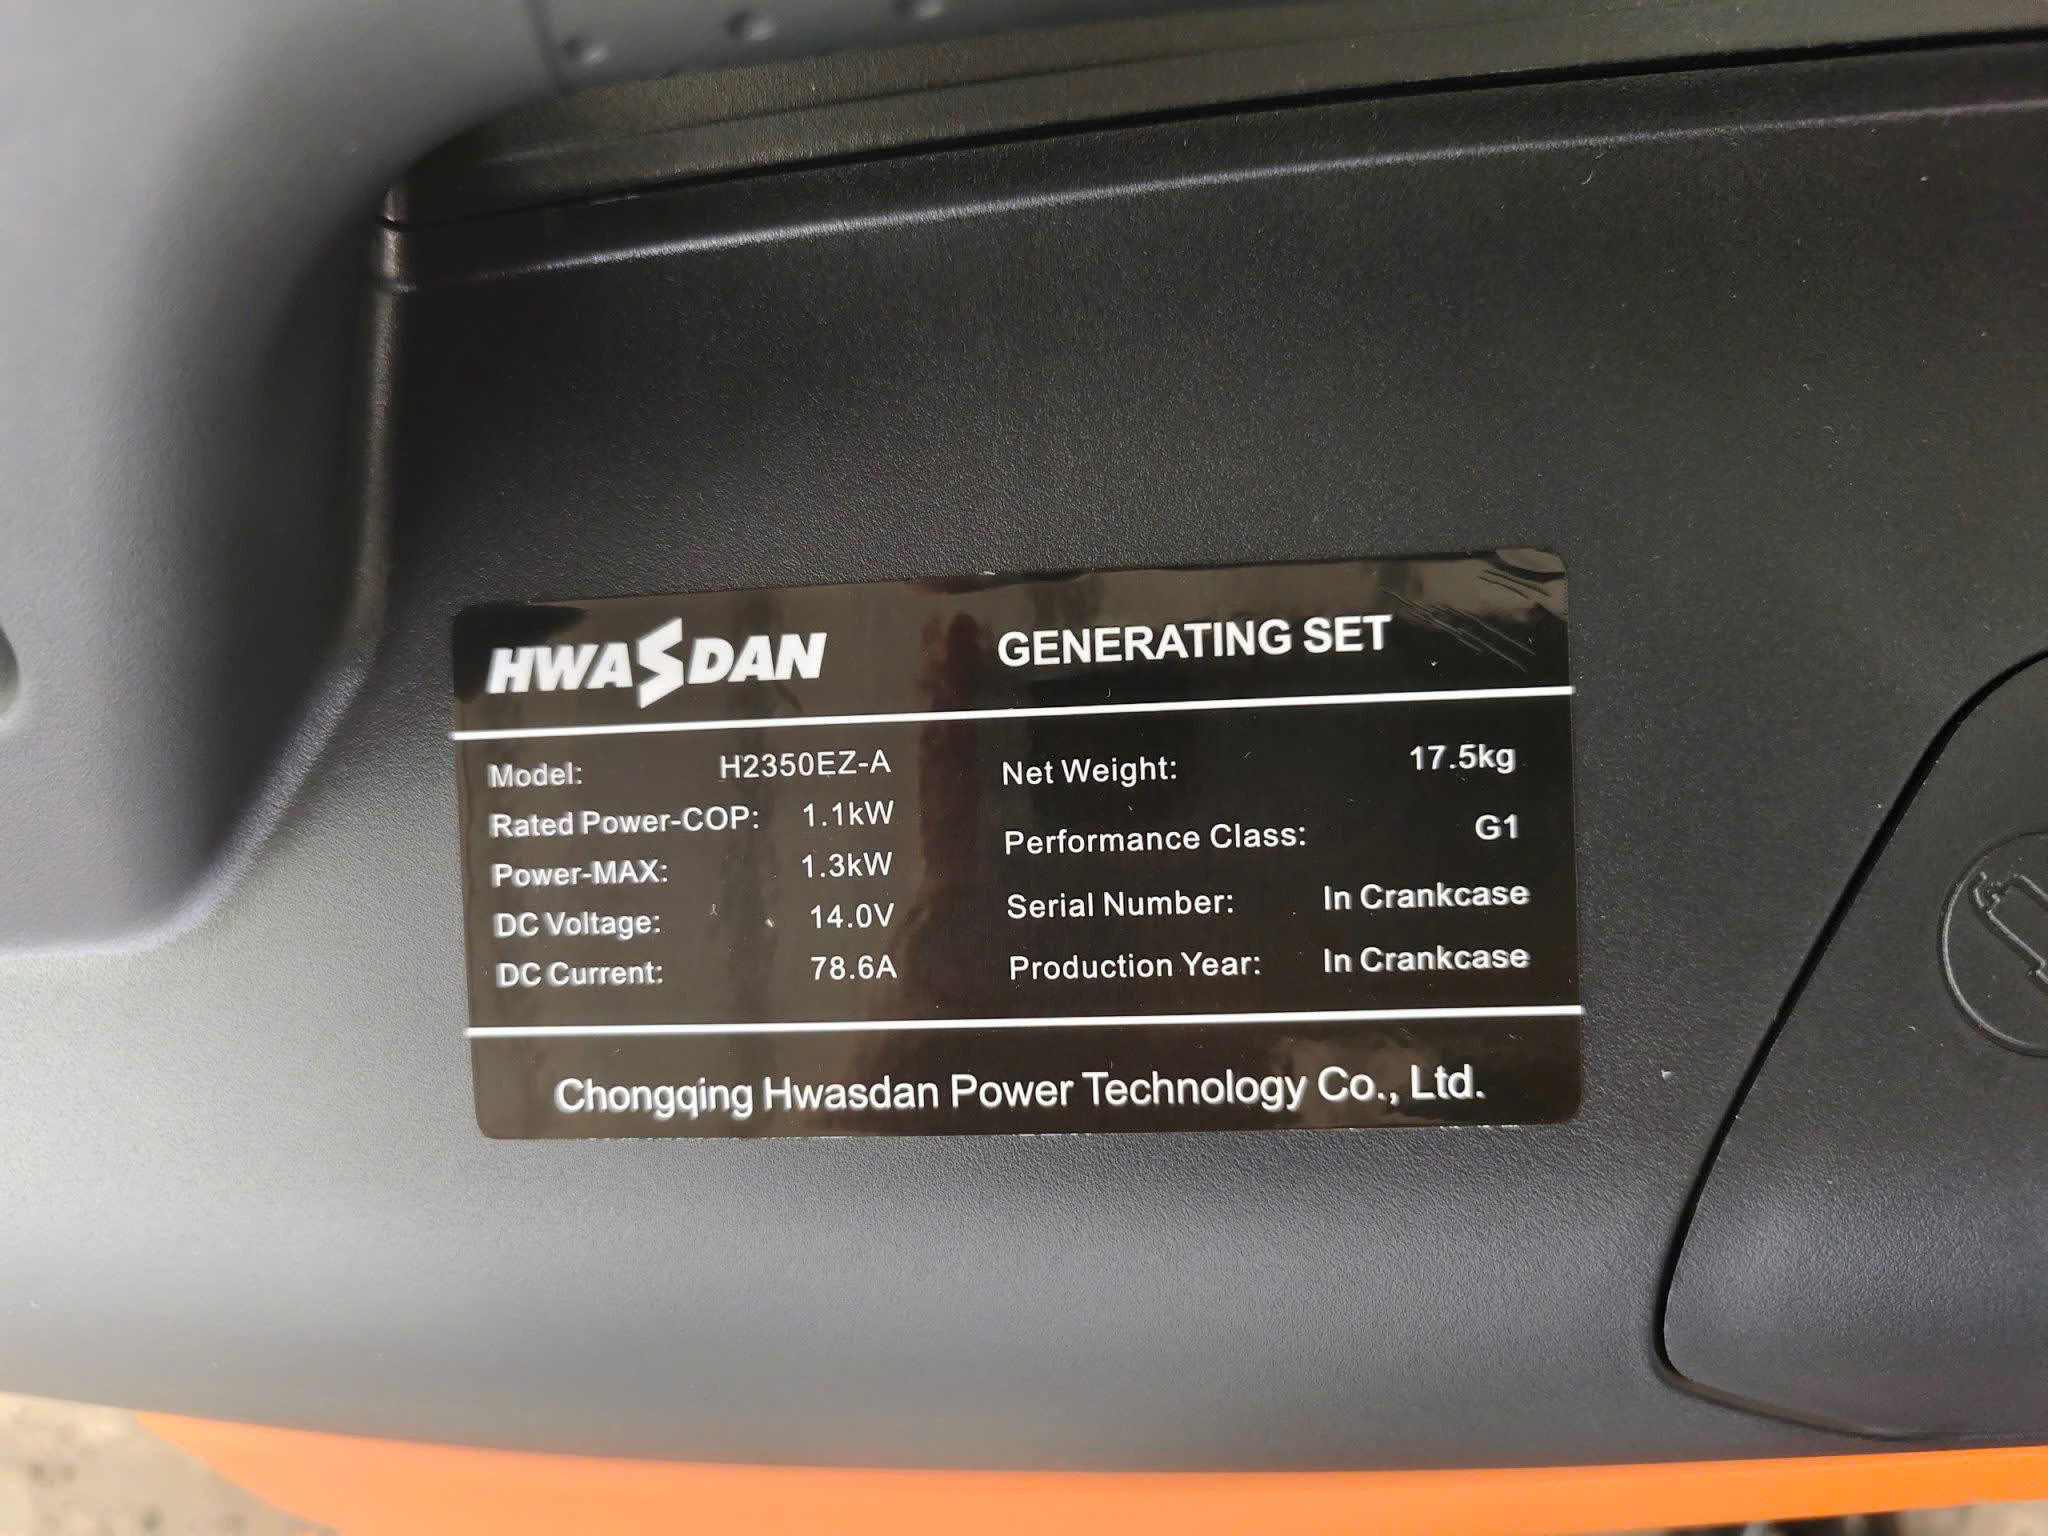 HWASDAN GENERATING SET
Model: H2350EZ-A
Rated Power-COP: 1.1kW
Power-MAX: 1.3kW
DC Voltage: 14.0V
DC Current: 78.6A
Net Weight: 17.5kg
Performance Class: G1
Serial Number: In Crankcase
Production Year: In Crankcase
Chongqing Hwasdan Power Technology Co., Ltd.